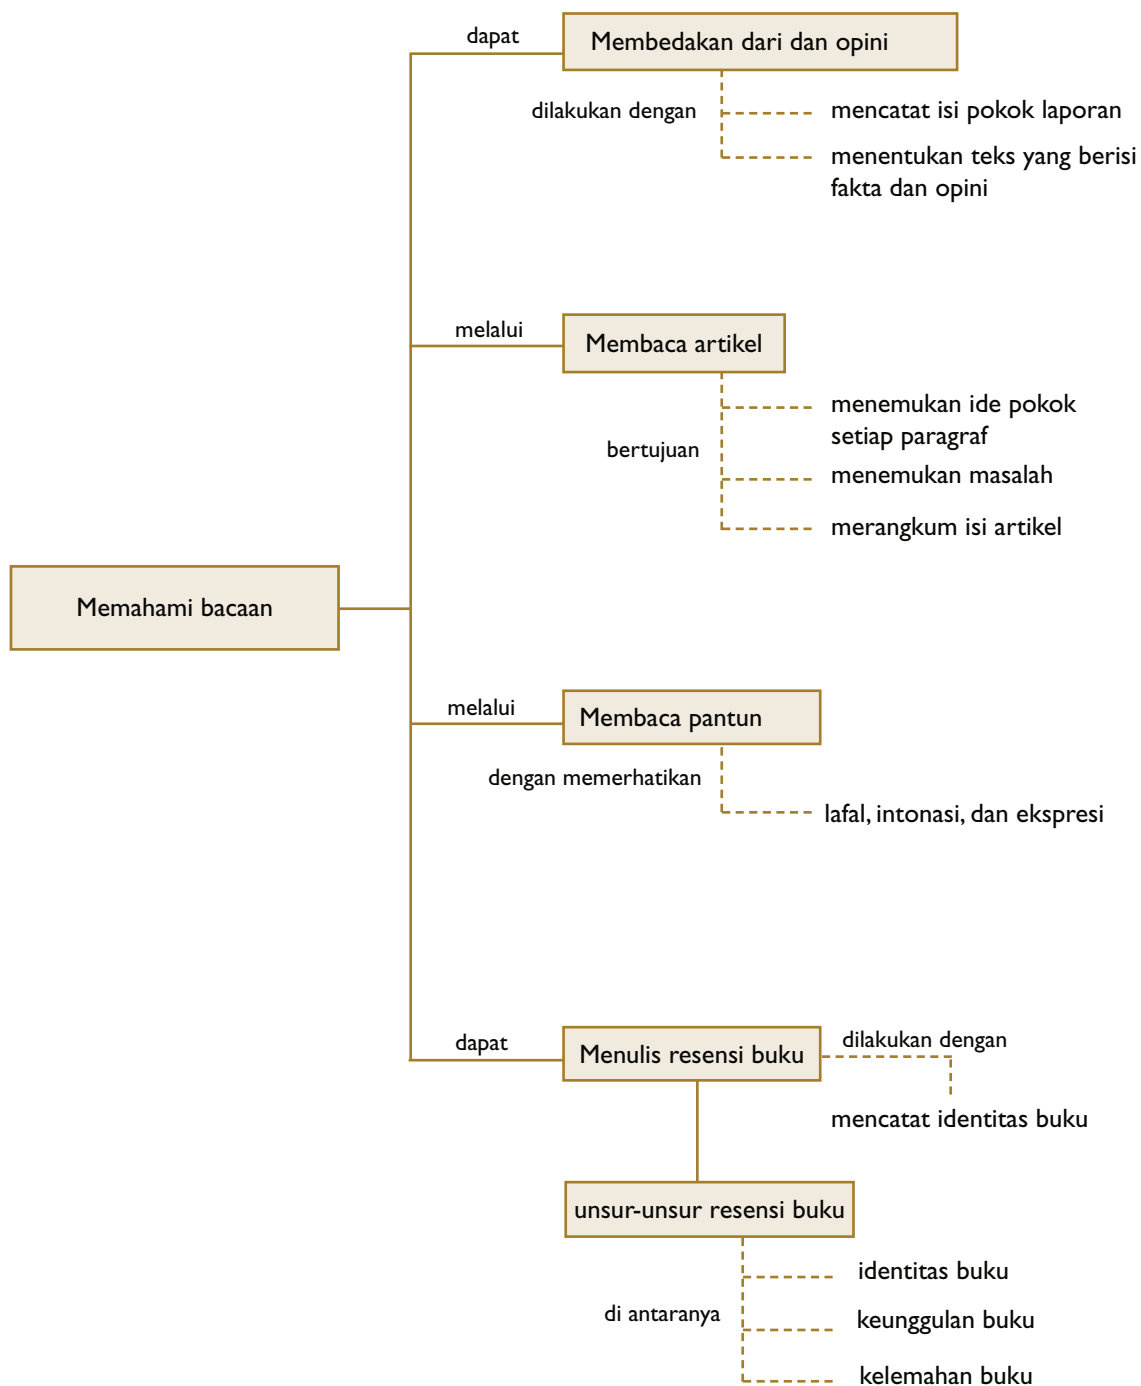 dapat
Membedakan dari dan opini
dilakukan dengan
mencatat isi pokok laporan
menentukan teks yang berisi
fakta dan opini
melalui
Membaca artikel
bertujuan
menemukan ide pokok
setiap paragraf
menemukan masalah
merangkum isi artikel
Memahami bacaan
melalui
Membaca pantun
dengan memerhatikan
lafal, intonasi, dan ekspresi
dapat
Menulis resensi buku
dilakukan dengan
mencatat identitas buku
unsur-unsur resensi buku
di antaranya
identitas buku
keunggulan buku
kelemahan buku